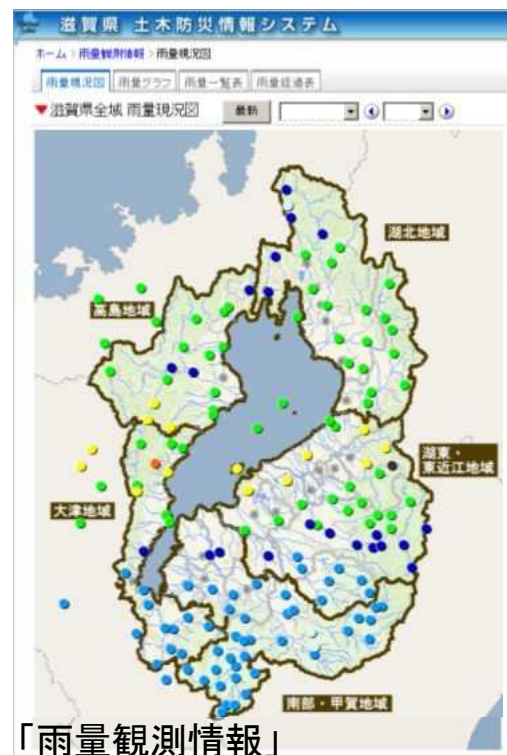 滋賀県 土木防災情報システム
ホーム > 雨量観測情報 > 雨量現況図
雨量現況図 雨量グラフ 雨量一覧表 雨量経過表
▼滋賀県全域 雨量現況図 最新
湖北地域
高島地域
湖東・
東近江地域
大津地域
南部・甲賀地域
「雨量観測情報」